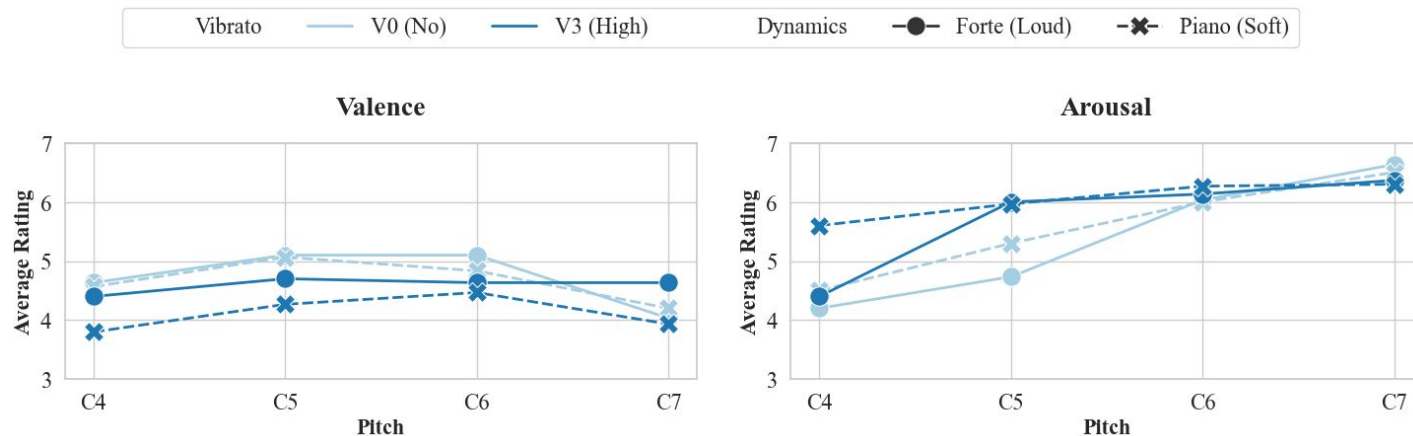 Vibrato V0 (No) V3 (High) Dynamics Forte (Loud) Piano (Soft)
Valence
Average Rating
7
6
5
4
3
C4 C5 C6 C7
Pitch
Arousal
Average Rating
7
6
5
4
3
C4 C5 C6 C7
Pitch